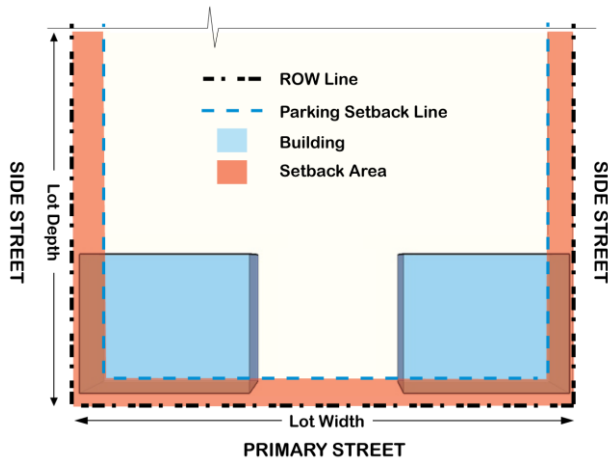 ROW Line
Parking Setback Line
Building
Setback Area
SIDE STREET
Lot Depth
SIDE STREET
Lot Width
PRIMARY STREET